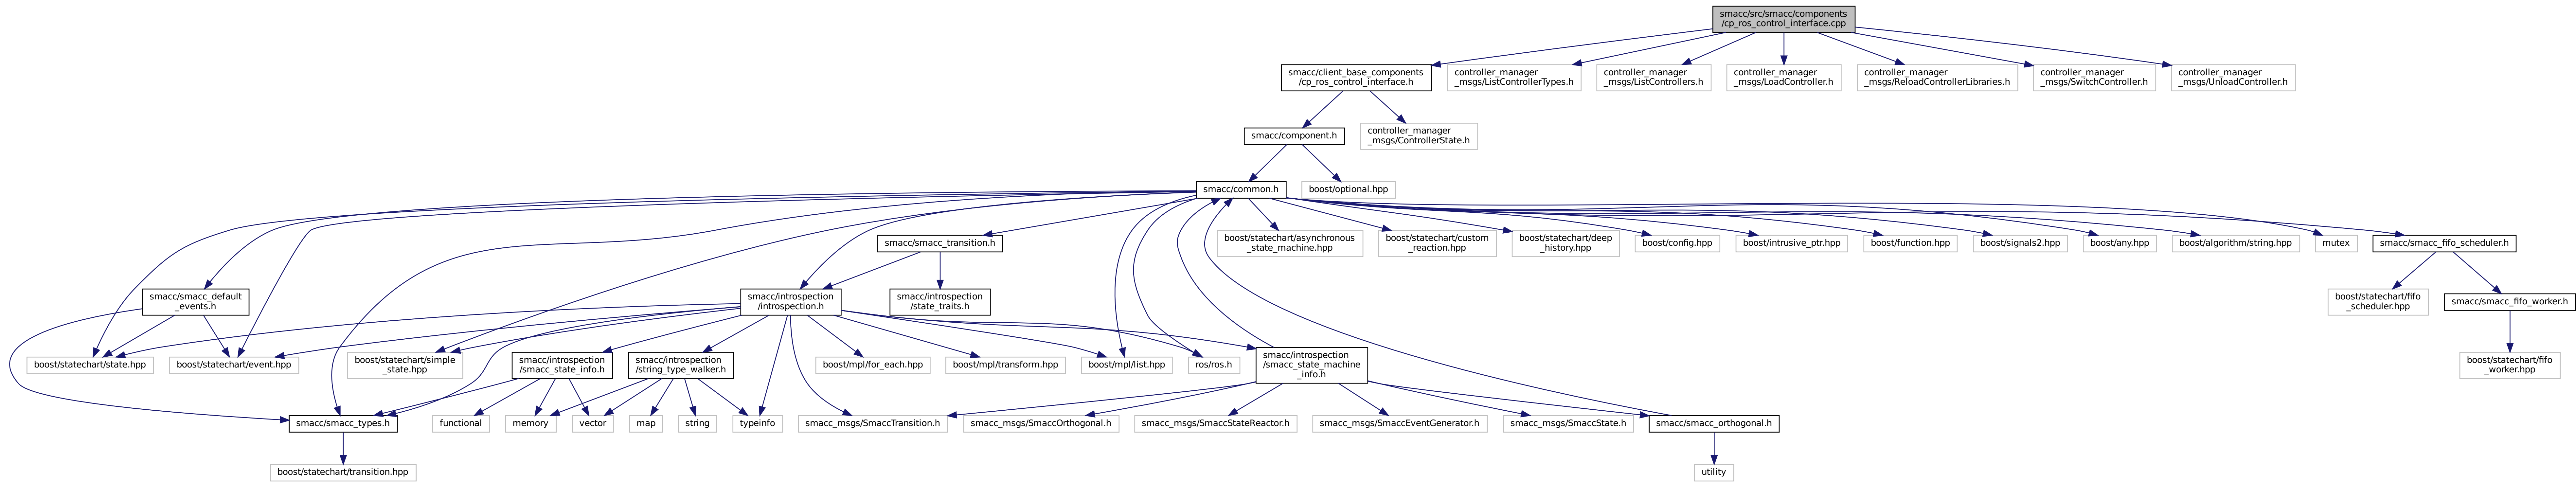 smacc/src/smacc/components
/cp_ros_control_interface.cpp
smacc/client_base_components
/cp_ros_control_interface.h
controller_manager
_msgs/ListControllerTypes.h
controller_manager
_msgs/ListControllers.h
controller_manager
_msgs/LoadController.h
controller_manager
_msgs/ReloadControllerLibraries.h
controller_manager
_msgs/SwitchController.h
controller_manager
_msgs/UnloadController.h
smacc/component.h
controller_manager
_msgs/ControllerState.h
smacc/common.h
boost/optional.hpp
smacc/smacc_transition.h
boost/statechart/asynchronous
_state_machine.hpp
boost/statechart/custom
_reaction.hpp
boost/statechart/deep
_history.hpp
boost/config.hpp
boost/intrusive_ptr.hpp
boost/function.hpp
boost/signals2.hpp
boost/any.hpp
boost/algorithm/string.hpp
mutex
smacc/smacc_fifo_scheduler.h
smacc/smacc_default
_events.h
smacc/introspection
/introspection.h
smacc/introspection
/state_traits.h
boost/statechart/fifo
_scheduler.hpp
smacc/smacc_fifo_worker.h
boost/statechart/state.hpp
boost/statechart/event.hpp
boost/statechart/simple
_state.hpp
smacc/introspection
/smacc_state_info.h
smacc/introspection
/string_type_walker.h
boost/mpl/for_each.hpp
boost/mpl/transform.hpp
boost/mpl/list.hpp
ros/ros.h
smacc/introspection
/smacc_state_machine
_info.h
boost/statechart/fifo
_worker.hpp
smacc/smacc_types.h
functional
memory
vector
map
string
typeinfo
smacc_msgs/SmaccTransition.h
smacc_msgs/SmaccOrthogonal.h
smacc_msgs/SmaccStateReactor.h
smacc_msgs/SmaccEventGenerator.h
smacc_msgs/SmaccState.h
smacc/smacc_orthogonal.h
boost/statechart/transition.hpp
utility